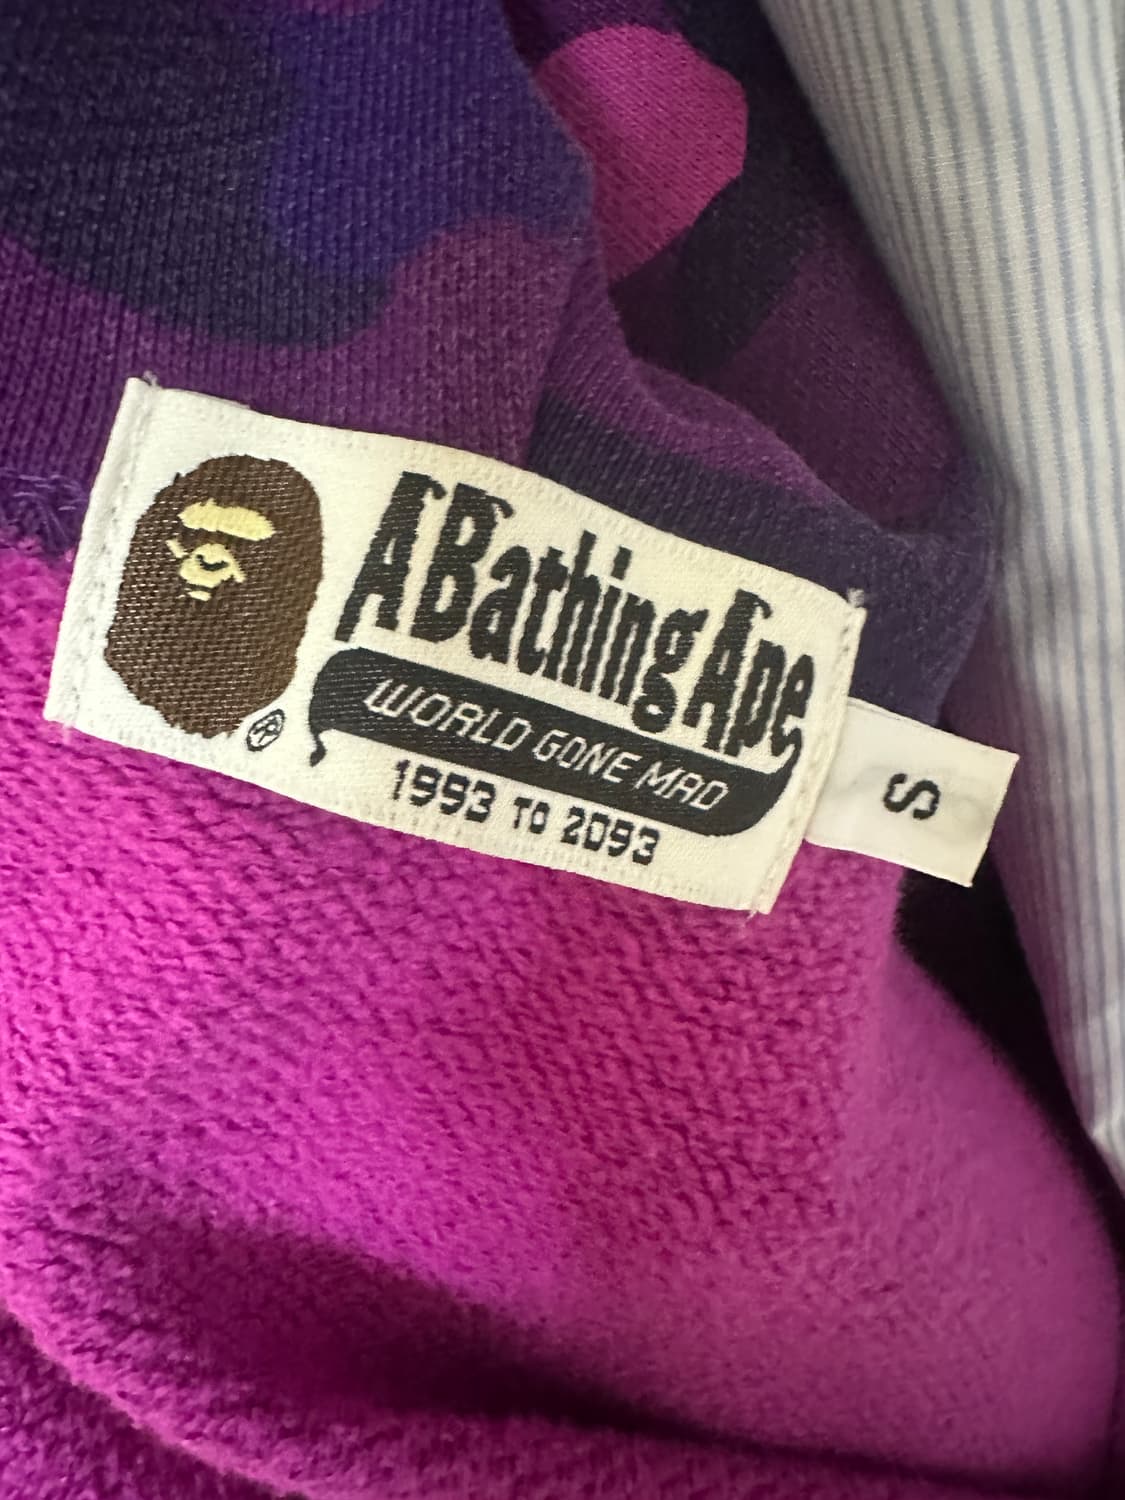 A Bathing Ape
WORLD GONE MAD
1993 TO 2093
®
S